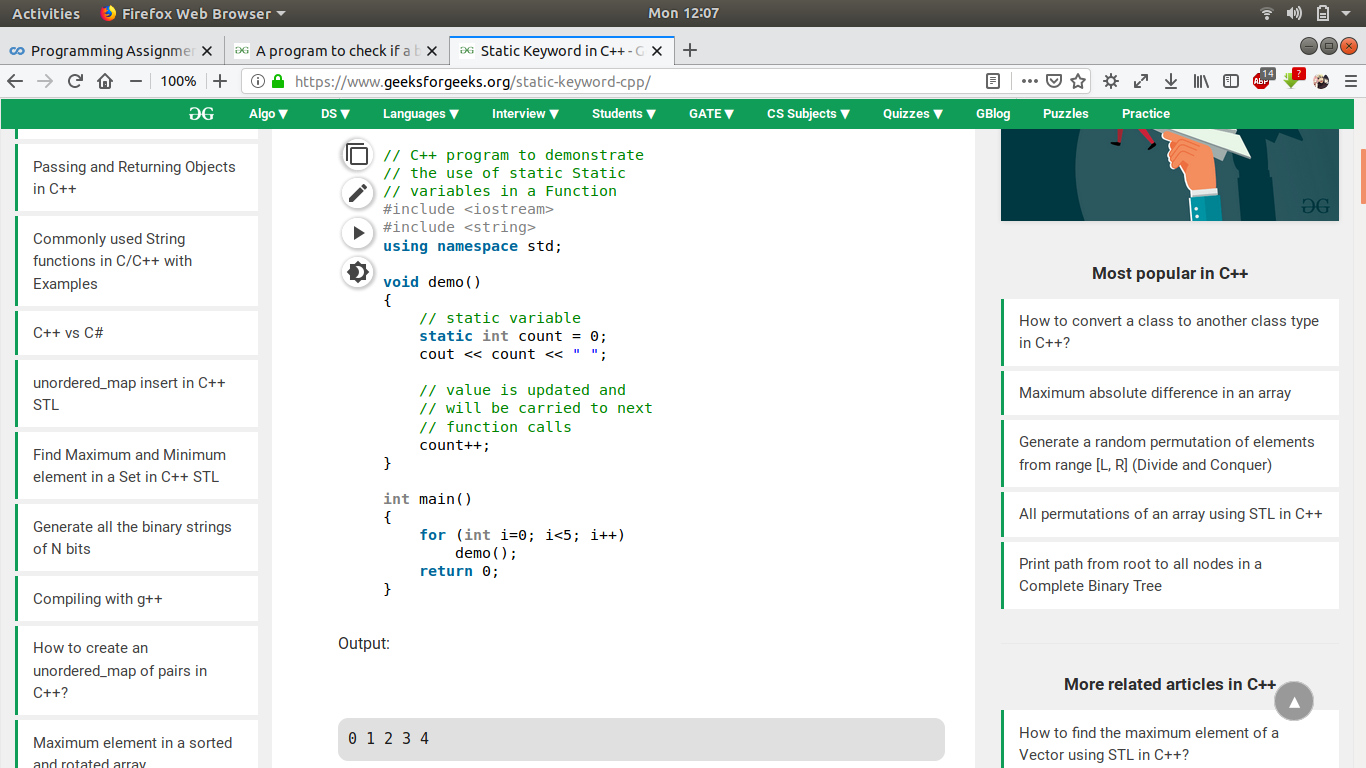 Activities Firefox Web Browser Mon 12:07
Programming Assignmen A program to check if a b Static Keyword in C++ - G
100% https://www.geeksforgeeks.org/static-keyword-cpp/ ABP 14 ?
Algo ▼ DS ▼ Languages ▼ Interview ▼ Students ▼ GATE ▼ CS Subjects ▼ Quizzes ▼ GBlog Puzzles Practice
Passing and Returning Objects
in C++
Commonly used String
functions in C/C++ with
Examples
C++ vs C#
unordered_map insert in C++
STL
Find Maximum and Minimum
element in a Set in C++ STL
Generate all the binary strings
of N bits
Compiling with g++
How to create an
unordered_map of pairs in
C++?
Maximum element in a sorted
and rotated array
// C++ program to demonstrate
// the use of static Static
// variables in a Function
#include <iostream>
#include <string>
using namespace std;
void demo()
{
// static variable
static int count = 0;
cout << count << " ";
// value is updated and
// will be carried to next
// function calls
count++;
}
int main()
{
for (int i=0; i<5; i++)
demo();
return 0;
}
Output:
0 1 2 3 4
Most popular in C++
How to convert a class to another class type
in C++?
Maximum absolute difference in an array
Generate a random permutation of elements
from range [L, R] (Divide and Conquer)
All permutations of an array using STL in C++
Print path from root to all nodes in a
Complete Binary Tree
More related articles in C++
How to find the maximum element of a
Vector using STL in C++?